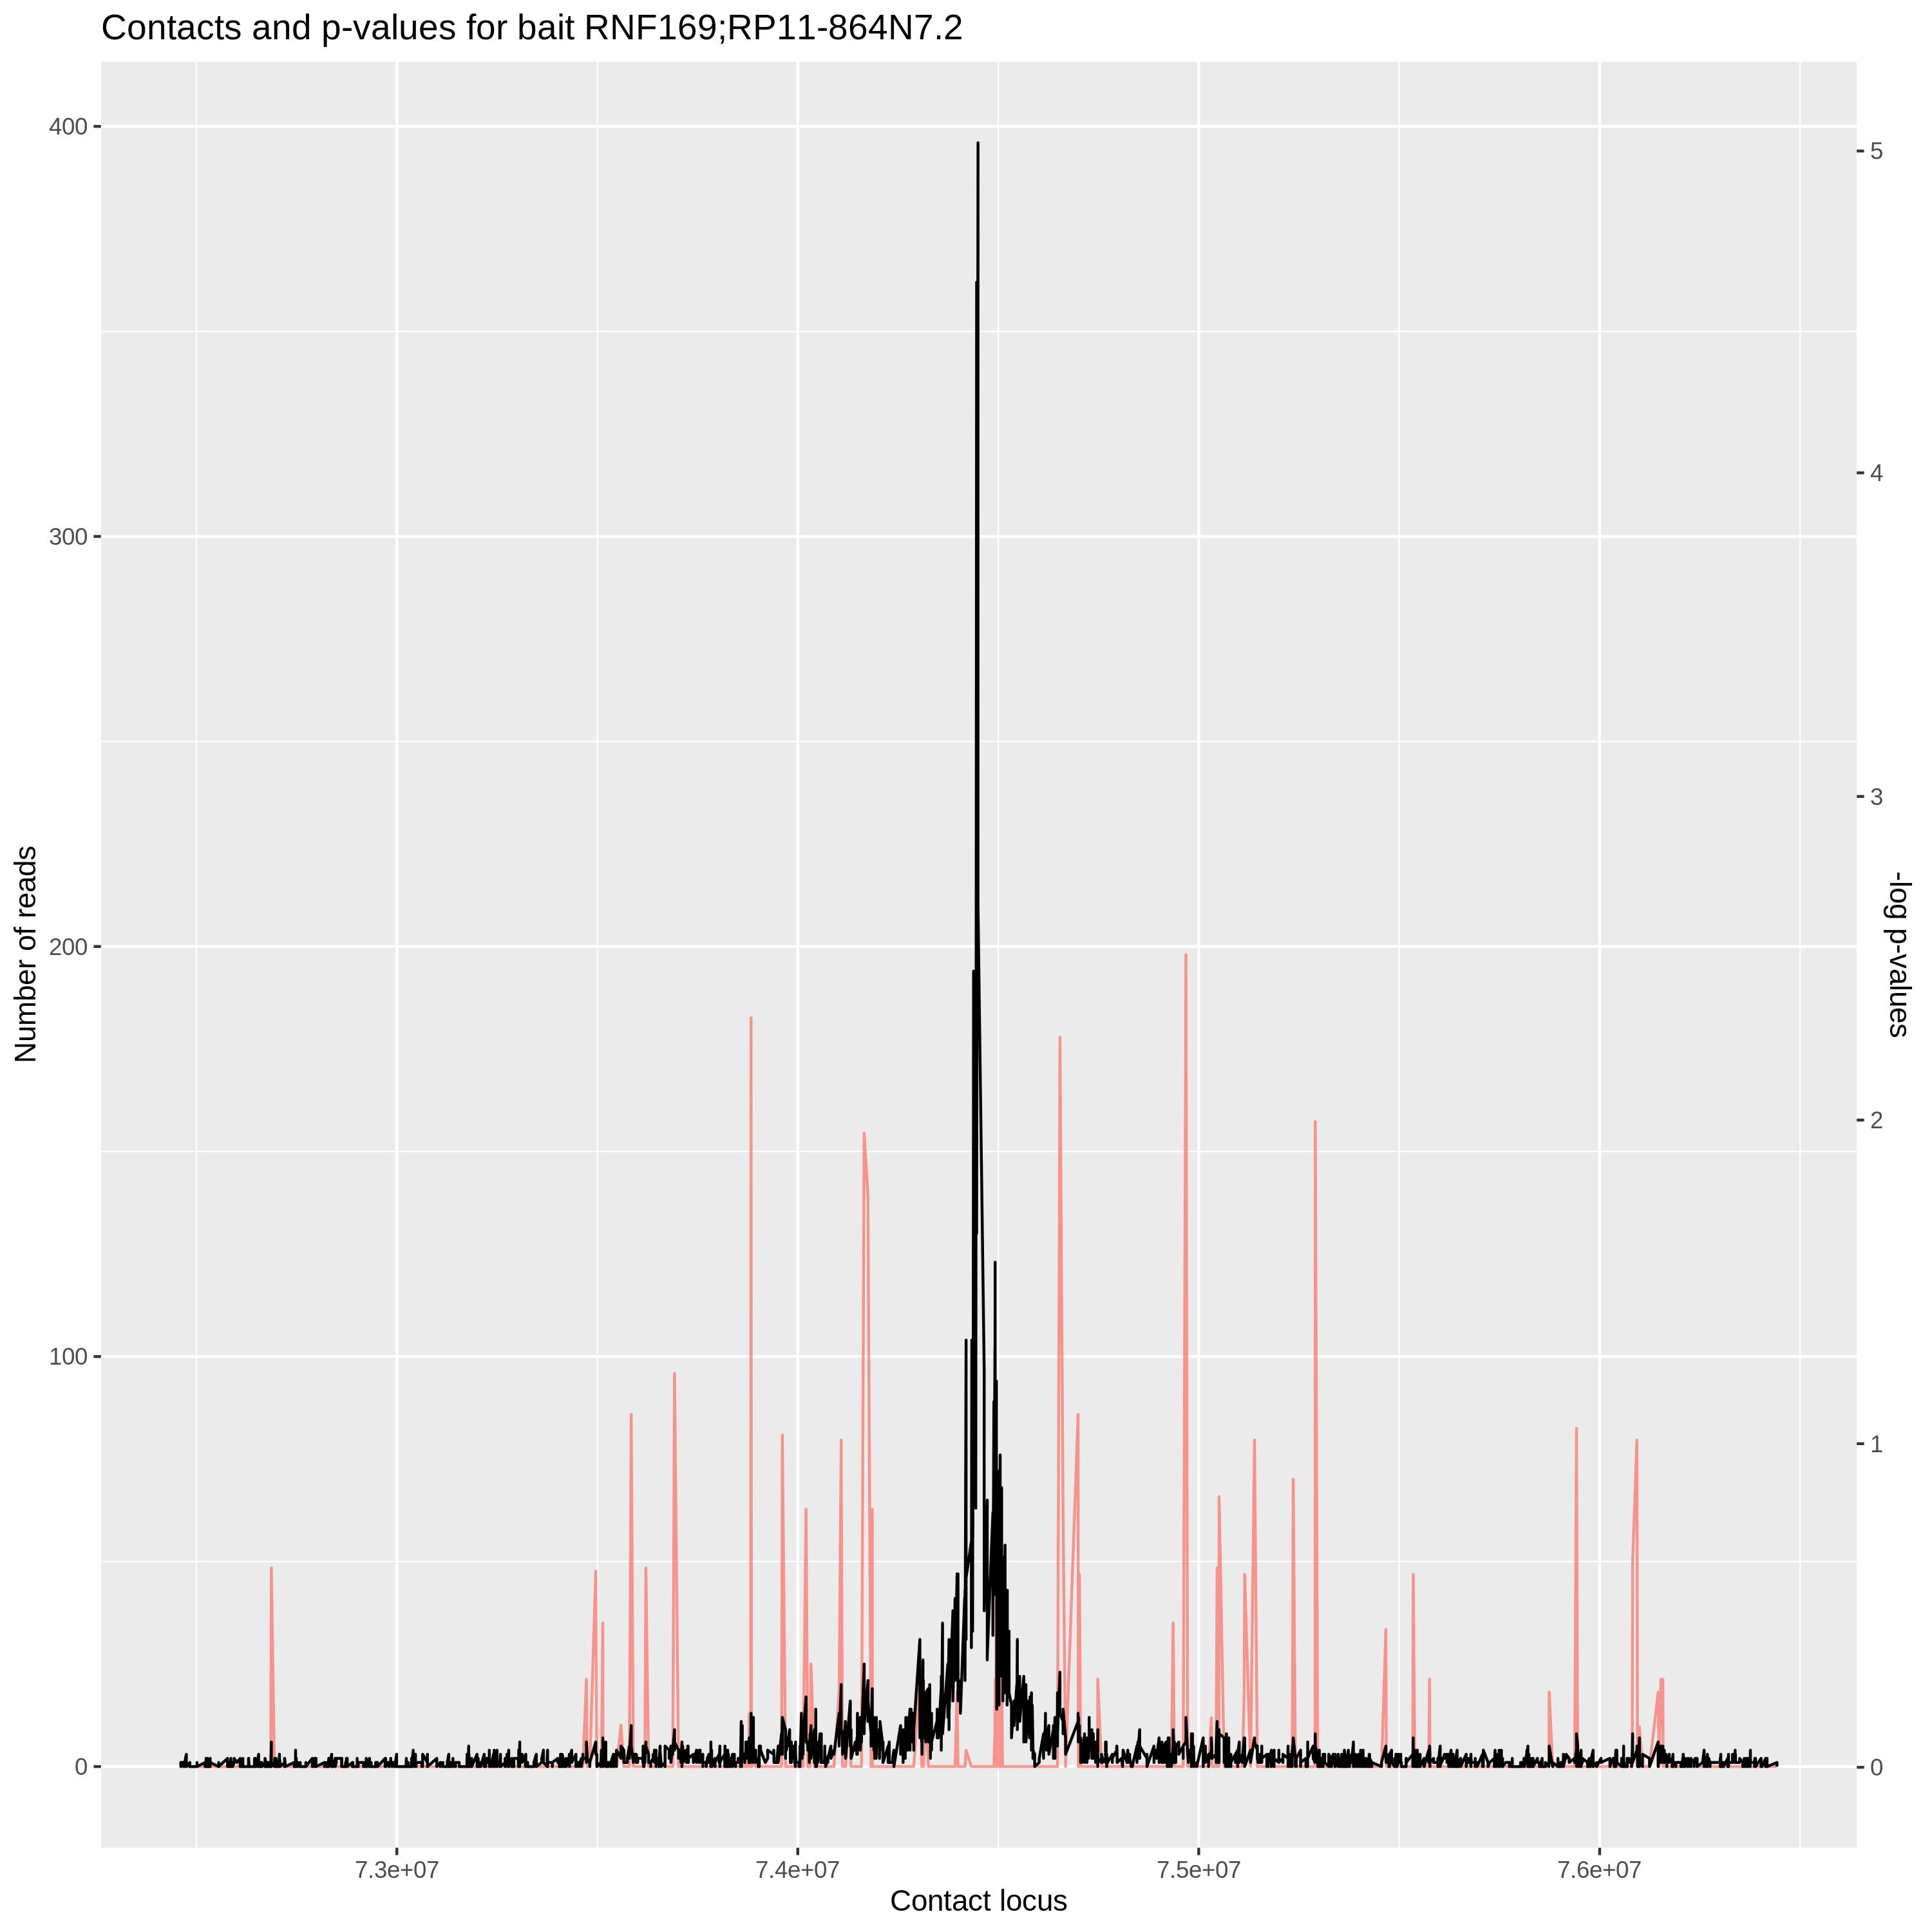 Contacts and p-values for bait RNF169;RP11-864N7.2
400
300
200
100
0
Number of reads
5
4
3
2
1
0
-log p-values
7.3e+07
7.4e+07
7.5e+07
7.6e+07
Contact locus